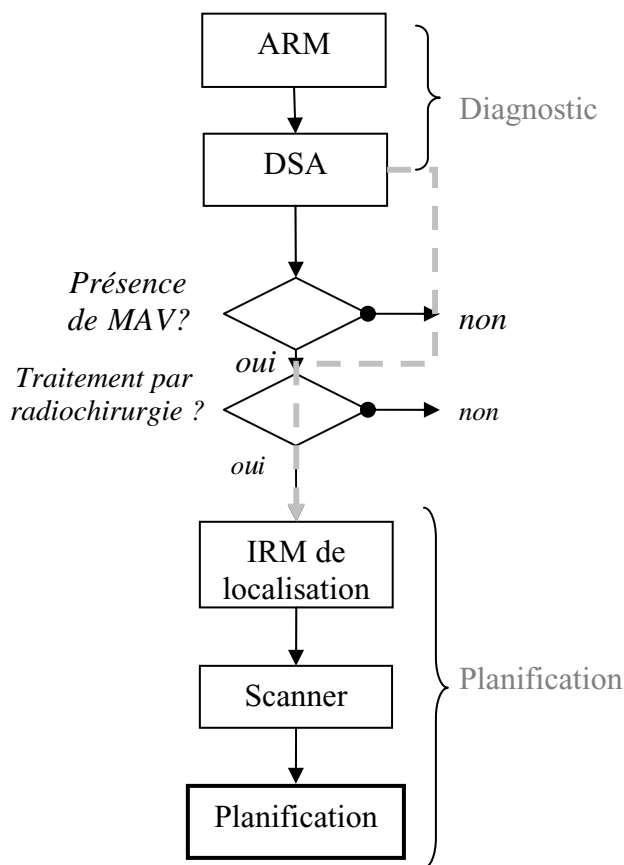 ARM
Diagnostic
DSA
Présence
de MAV?
non
oui
Traitement par
radiochirurgie ?
non
oui
IRM de
localisation
Scanner
Planification
Planification